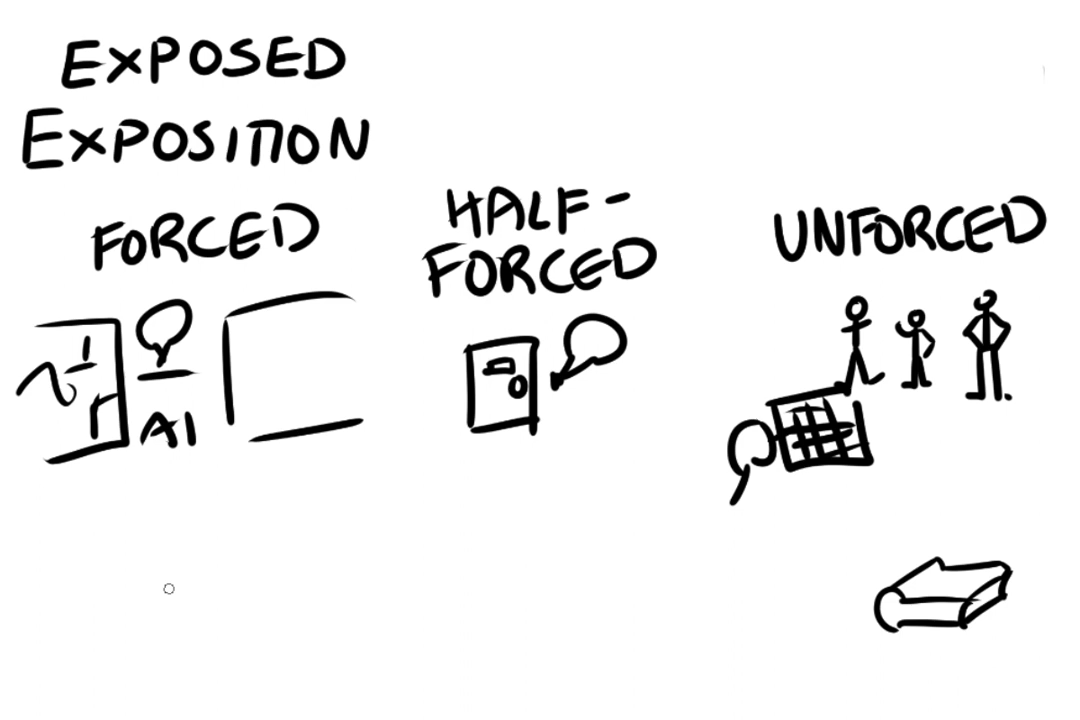 EXPOSED
EXPOSITION
FORCED
HALF-
FORCED
UNFORCED
AI